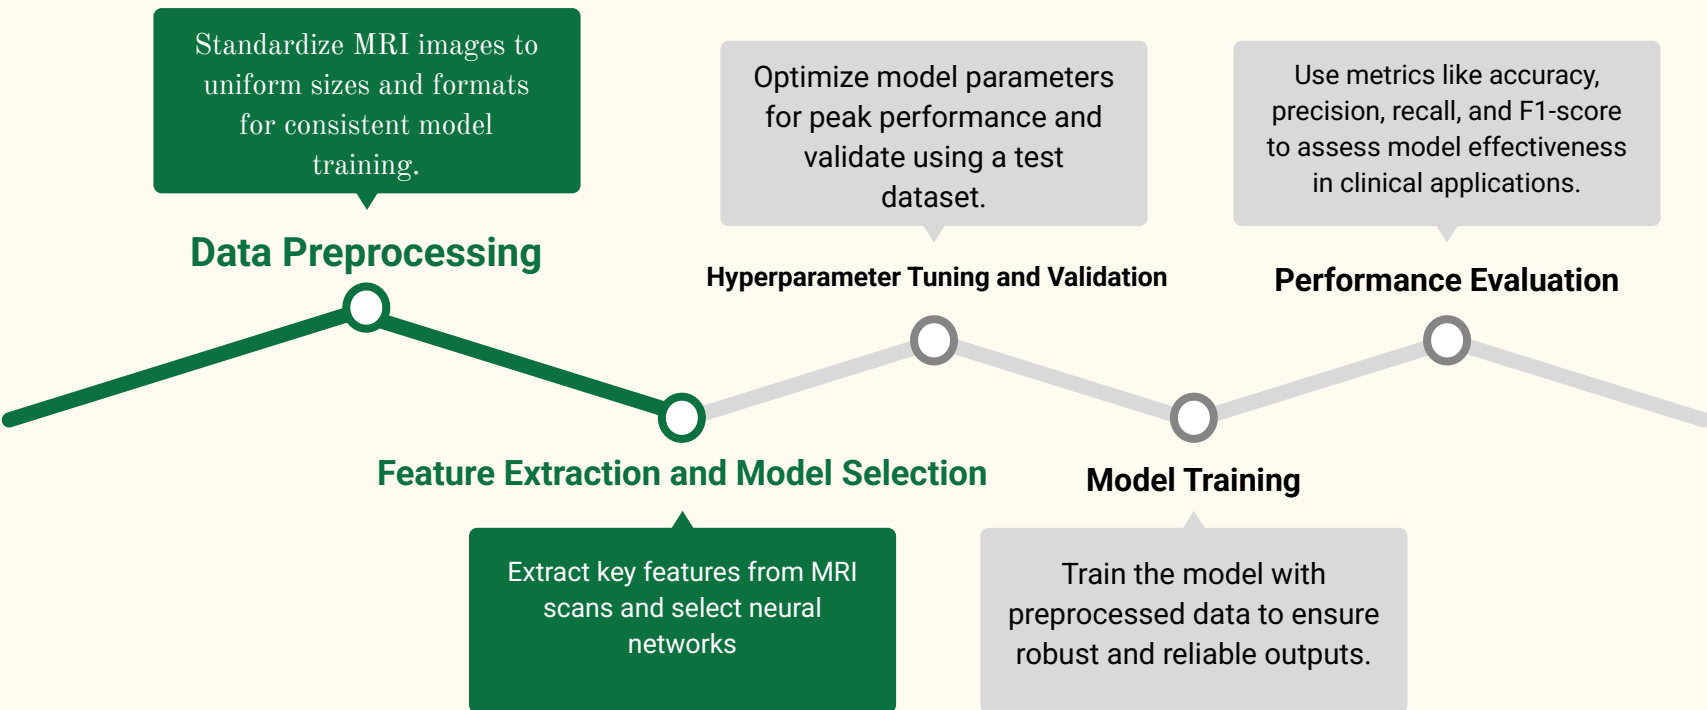 Standardize MRI images to
uniform sizes and formats
for consistent model
training.
Data Preprocessing
Feature Extraction and Model Selection
Extract key features from MRI
scans and select neural
networks
Optimize model parameters
for peak performance and
validate using a test
dataset.
Hyperparameter Tuning and Validation
Model Training
Train the model with
preprocessed data to ensure
robust and reliable outputs.
Use metrics like accuracy,
precision, recall, and F1-score
to assess model effectiveness
in clinical applications.
Performance Evaluation